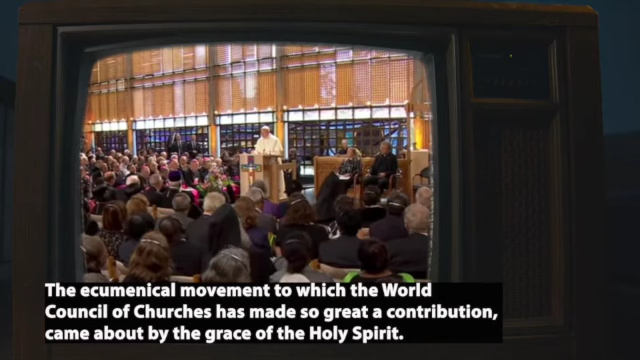 The ecumenical movement to which the World
Council of Churches has made so great a contribution,
came about by the grace of the Holy Spirit.